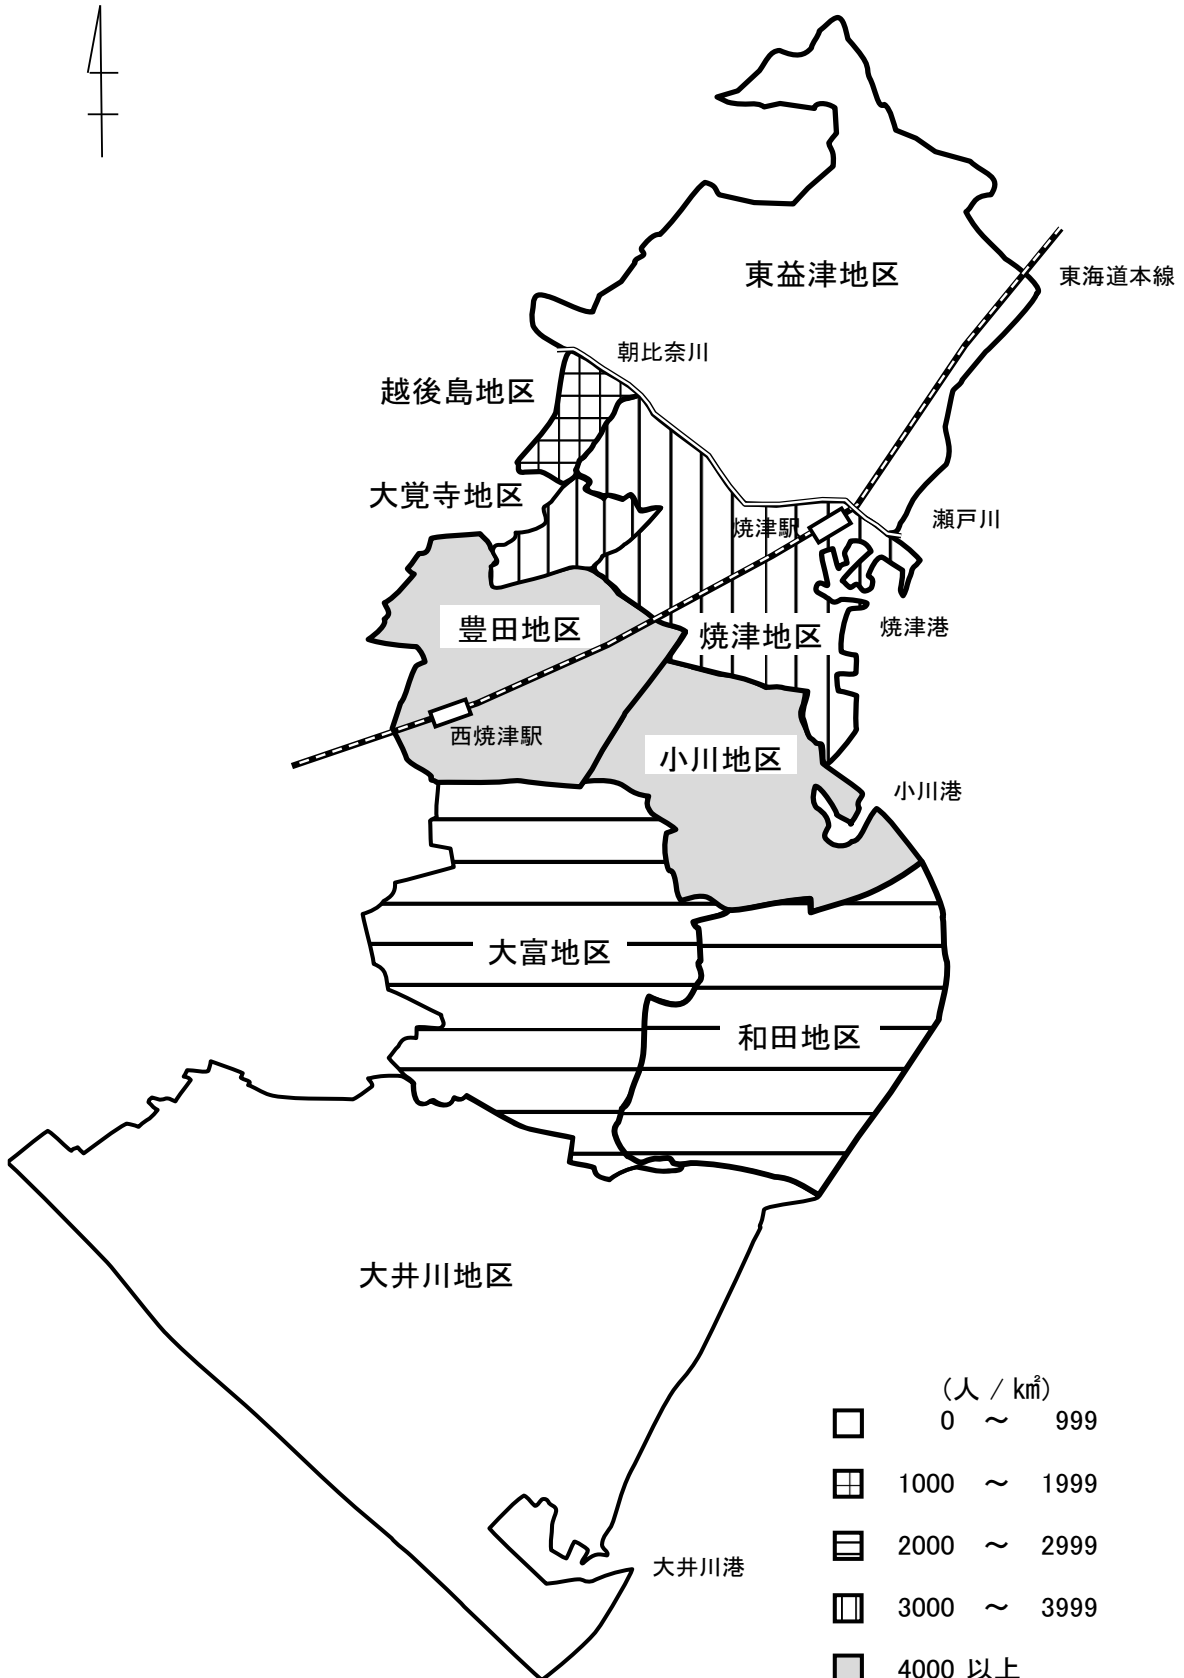 東益津地区
東海道本線
朝比奈川
越後島地区
大覚寺地区
瀬戸川
焼津駅
豊田地区
焼津地区
焼津港
西焼津駅
小川地区
小川港
大富地区
和田地区
大井川地区
大井川港
(人 / k㎡)
0 ～ 999
1000 ～ 1999
2000 ～ 2999
3000 ～ 3999
4000 以上